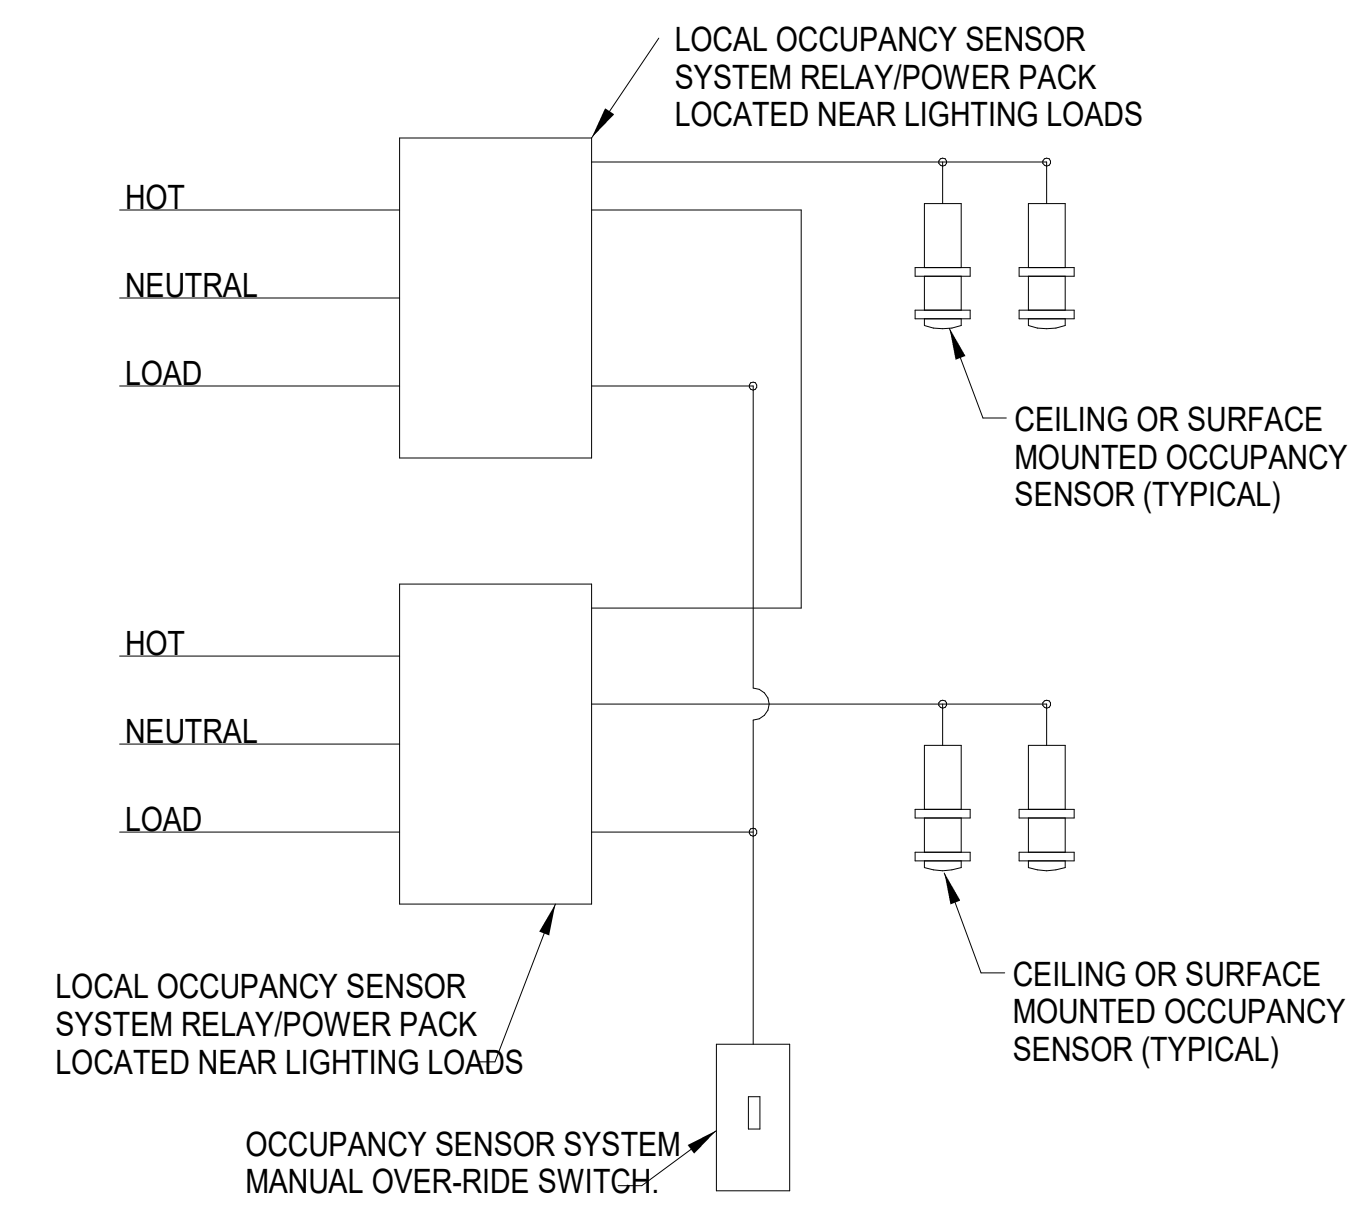 LOCAL OCCUPANCY SENSOR
SYSTEM RELAY/POWER PACK
LOCATED NEAR LIGHTING LOADS
HOT
NEUTRAL
LOAD
CEILING OR SURFACE
MOUNTED OCCUPANCY
SENSOR (TYPICAL)
HOT
NEUTRAL
LOAD
LOCAL OCCUPANCY SENSOR
SYSTEM RELAY/POWER PACK
LOCATED NEAR LIGHTING LOADS
CEILING OR SURFACE
MOUNTED OCCUPANCY
SENSOR (TYPICAL)
OCCUPANCY SENSOR SYSTEM
MANUAL OVER-RIDE SWITCH.